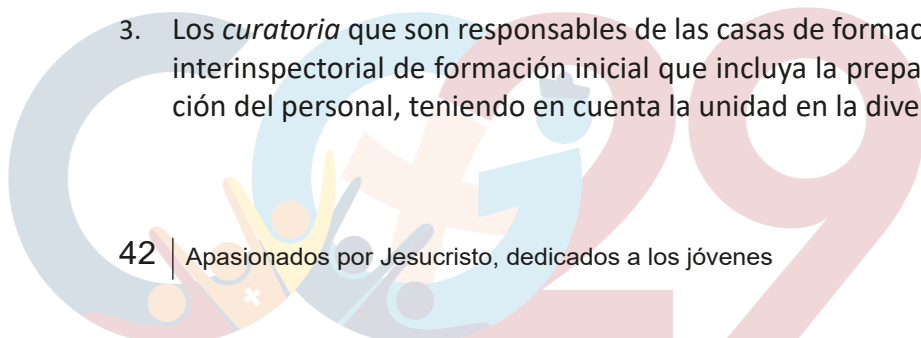 3. Los curatoria que son responsables de las casas de formac
interinspectorial de formación inicial que incluya la prepa
ción del personal, teniendo en cuenta la unidad en la dive
42 | Apasionados por Jesucristo, dedicados a los jóvenes
CG29